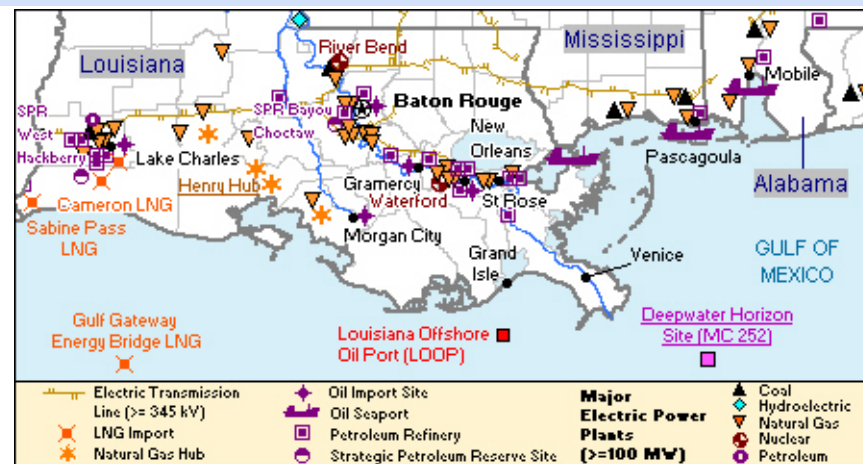 Louisiana
River Bend
Mississippi
Mobile
SPR
West
Hackberry
SPR Bayou
Choctaw
Baton Rouge
New
Orleans
Lake Charles
Pascagoula
Henry Hub
Gramercy
Waterford
St Rose
Alabama
Cameron LNG
Sabine Pass
LNG
Morgan City
Grand
Isle
Venice
GULF OF
MEXICO
Gulf Gateway
Energy Bridge LNG
Louisiana Offshore
Oil Port (LOOP)
Deepwater Horizon
Site (MC 252)
Electric Transmission
Line (>= 345 kV)
LNG Import
Natural Gas Hub
Oil Import Site
Oil Seaport
Petroleum Refinery
Strategic Petroleum Reserve Site
Major
Electric Power
Plants
(>=100 MW)
Coal
Hydroelectric
Natural Gas
Nuclear
Petroleum